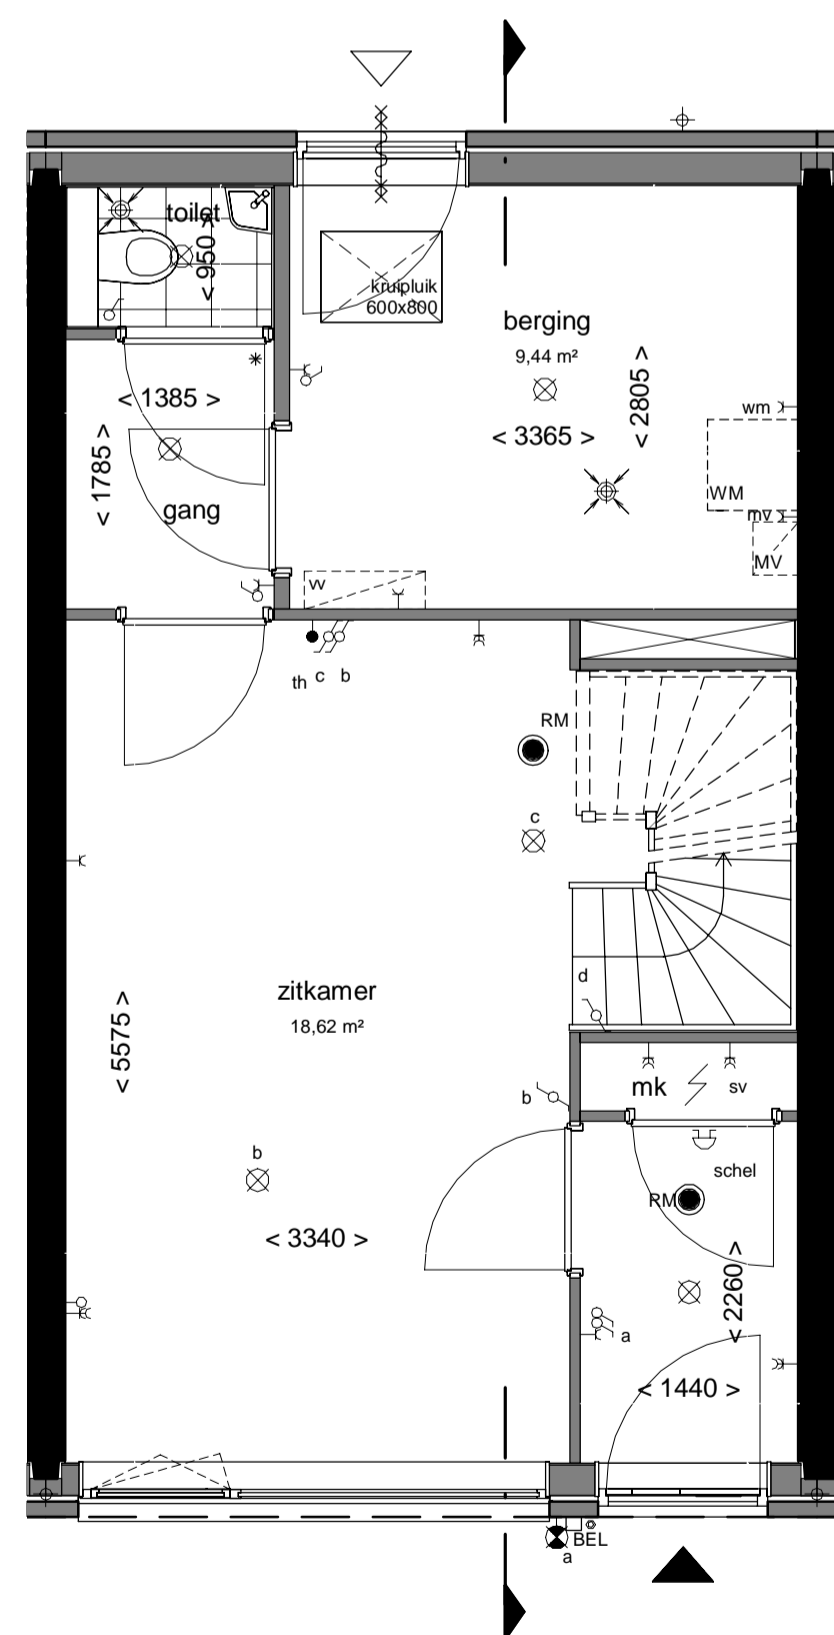 toilet
< 950 >
kruipluik
600x800
berging
9,44 m²
< 2805 >
< 3365 >
wm
WM
mv
MV
< 1385 >
< 1785 >
gang
vv
th c b
RM
c
d
zitkamer
18,62 m²
< 5575 >
b
mk sv
schel
RM
b
< 3340 >
< 2260 >
a
< 1440 >
BEL
a